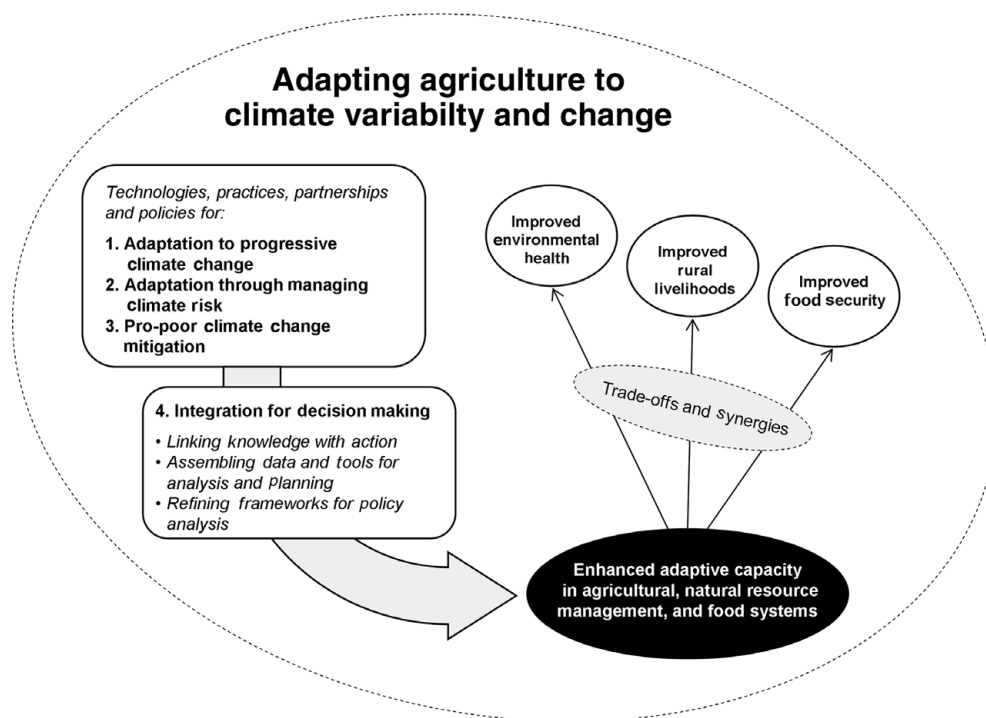 Adapting agriculture to
climate variabilty and change
Technologies, practices, partnerships
and policies for:
1. Adaptation to progressive
climate change
2. Adaptation through managing
climate risk
3. Pro-poor climate change
mitigation
4. Integration for decision making
• Linking knowledge with action
• Assembling data and tools for
analysis and Planning
• Refining frameworks for policy
analysis
Improved
environmental
health
Improved
rural
livelihoods
Improved
food security
Trade-offs and synergies
Enhanced adaptive capacity
in agricultural, natural resource
management, and food systems